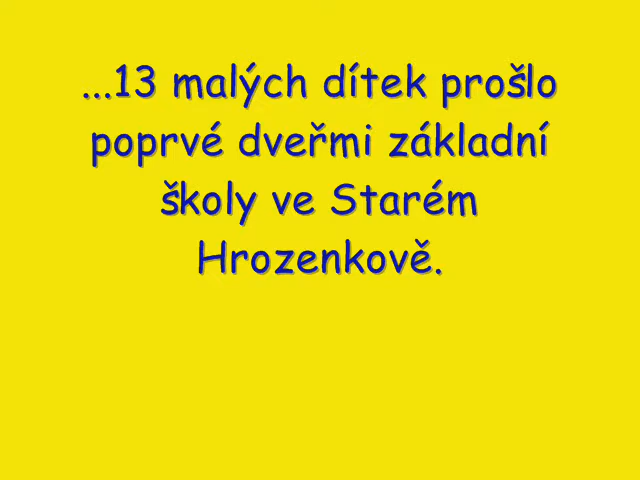 ...13 malých dítek prošlo
poprvé dveřmi základní
školy ve Starém
Hrozenkově.